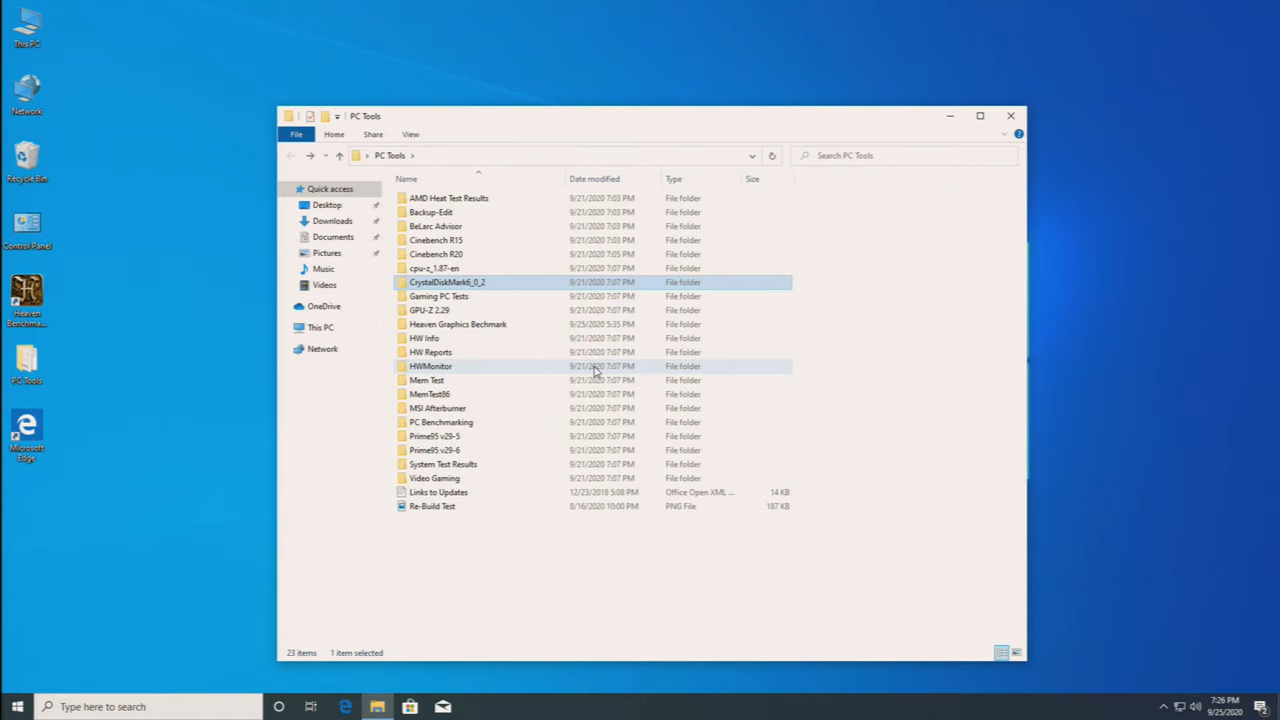 This PC
Network
Recycle Bin
Control Panel
Heaven
Benchma...
PC Tools
Microsoft
Edge
PC Tools
File Home Share View
PC Tools
Search PC Tools
Quick access
Desktop
Downloads
Documents
Pictures
Music
Videos
OneDrive
This PC
Network
Name Date modified Type Size
AMD Heat Test Results 9/21/2020 7:03 PM File folder
Backup-Edit 9/21/2020 7:03 PM File folder
BeLarc Advisor 9/21/2020 7:03 PM File folder
Cinebench R15 9/21/2020 7:03 PM File folder
Cinebench R20 9/21/2020 7:05 PM File folder
cpu-z_1.87-en 9/21/2020 7:07 PM File folder
CrystalDiskMark6_0_2 9/21/2020 7:07 PM File folder
Gaming PC Tests 9/21/2020 7:07 PM File folder
GPU-Z 2.29 9/21/2020 7:07 PM File folder
Heaven Graphics Bechmark 9/25/2020 5:35 PM File folder
HW Info 9/21/2020 7:07 PM File folder
HW Reports 9/21/2020 7:07 PM File folder
HWMonitor 9/21/2020 7:07 PM File folder
Mem Test 9/21/2020 7:07 PM File folder
MemTest86 9/21/2020 7:07 PM File folder
MSI Afterburner 9/21/2020 7:07 PM File folder
PC Benchmarking 9/21/2020 7:07 PM File folder
Prime95 v29-5 9/21/2020 7:07 PM File folder
Prime95 v29-6 9/21/2020 7:07 PM File folder
System Test Results 9/21/2020 7:07 PM File folder
Video Gaming 9/21/2020 7:07 PM File folder
Links to Updates 12/23/2018 5:08 PM Office Open XML ... 14 KB
Re-Build Test 8/16/2020 10:00 PM PNG File 187 KB
23 items 1 item selected
Type here to search
7:26 PM
9/25/2020
2